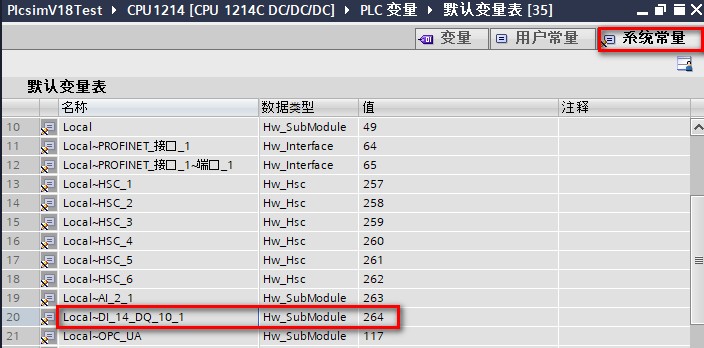 PlcsimV18Test ▸ CPU1214 [CPU 1214C DC/DC/DC] ▸ PLC 变量 ▸ 默认变量表 [35]
变量 用户常量 系统常量
默认变量表
名称 数据类型 值 注释
10 Local Hw_SubModule 49
11 Local~PROFINET_接口_1 Hw_Interface 64
12 Local~PROFINET_接口_1~端口_1 Hw_Interface 65
13 Local~HSC_1 Hw_Hsc 257
14 Local~HSC_2 Hw_Hsc 258
15 Local~HSC_3 Hw_Hsc 259
16 Local~HSC_4 Hw_Hsc 260
17 Local~HSC_5 Hw_Hsc 261
18 Local~HSC_6 Hw_Hsc 262
19 Local~AI_2_1 Hw_SubModule 263
20 Local~DI_14_DQ_10_1 Hw_SubModule 264
21 Local~OPC_UA Hw_SubModule 117